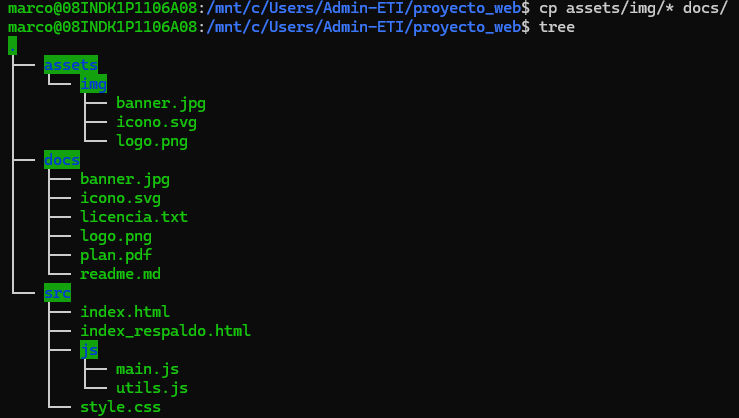 marco@08INDK1P1106A08:/mnt/c/Users/Admin-ETI/proyecto_web$ cp assets/img/* docs/
marco@08INDK1P1106A08:/mnt/c/Users/Admin-ETI/proyecto_web$ tree
.
├── assets
│   └── img
│       ├── banner.jpg
│       ├── icono.svg
│       └── logo.png
├── docs
│   ├── banner.jpg
│   ├── icono.svg
│   ├── licencia.txt
│   ├── logo.png
│   ├── plan.pdf
│   └── readme.md
└── src
    ├── index.html
    ├── index_respaldo.html
    ├── js
    │   ├── main.js
    │   └── utils.js
    └── style.css